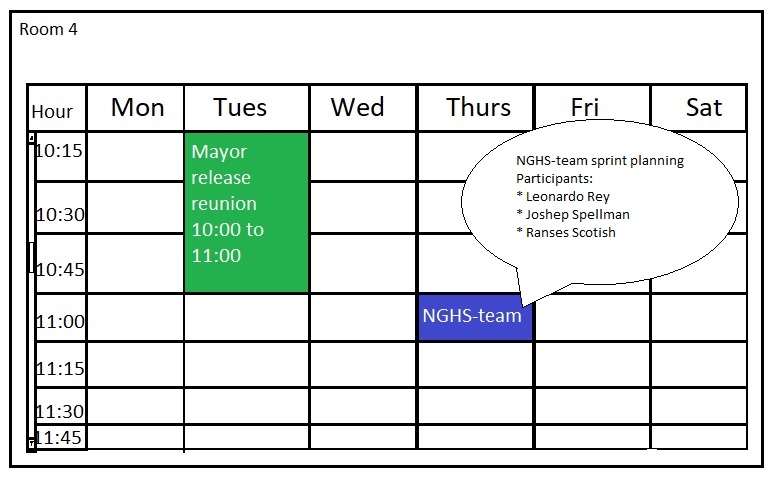 Room 4
Hour Mon Tues Wed Thurs Fri Sat
10:15
10:30
10:45
11:00
11:15
11:30
11:45
Mayor
release
reunion
10:00 to
11:00
NGHS-team
NGHS-team sprint planning
Participants:
* Leonardo Rey
* Joshep Spellman
* Ranses Scotish